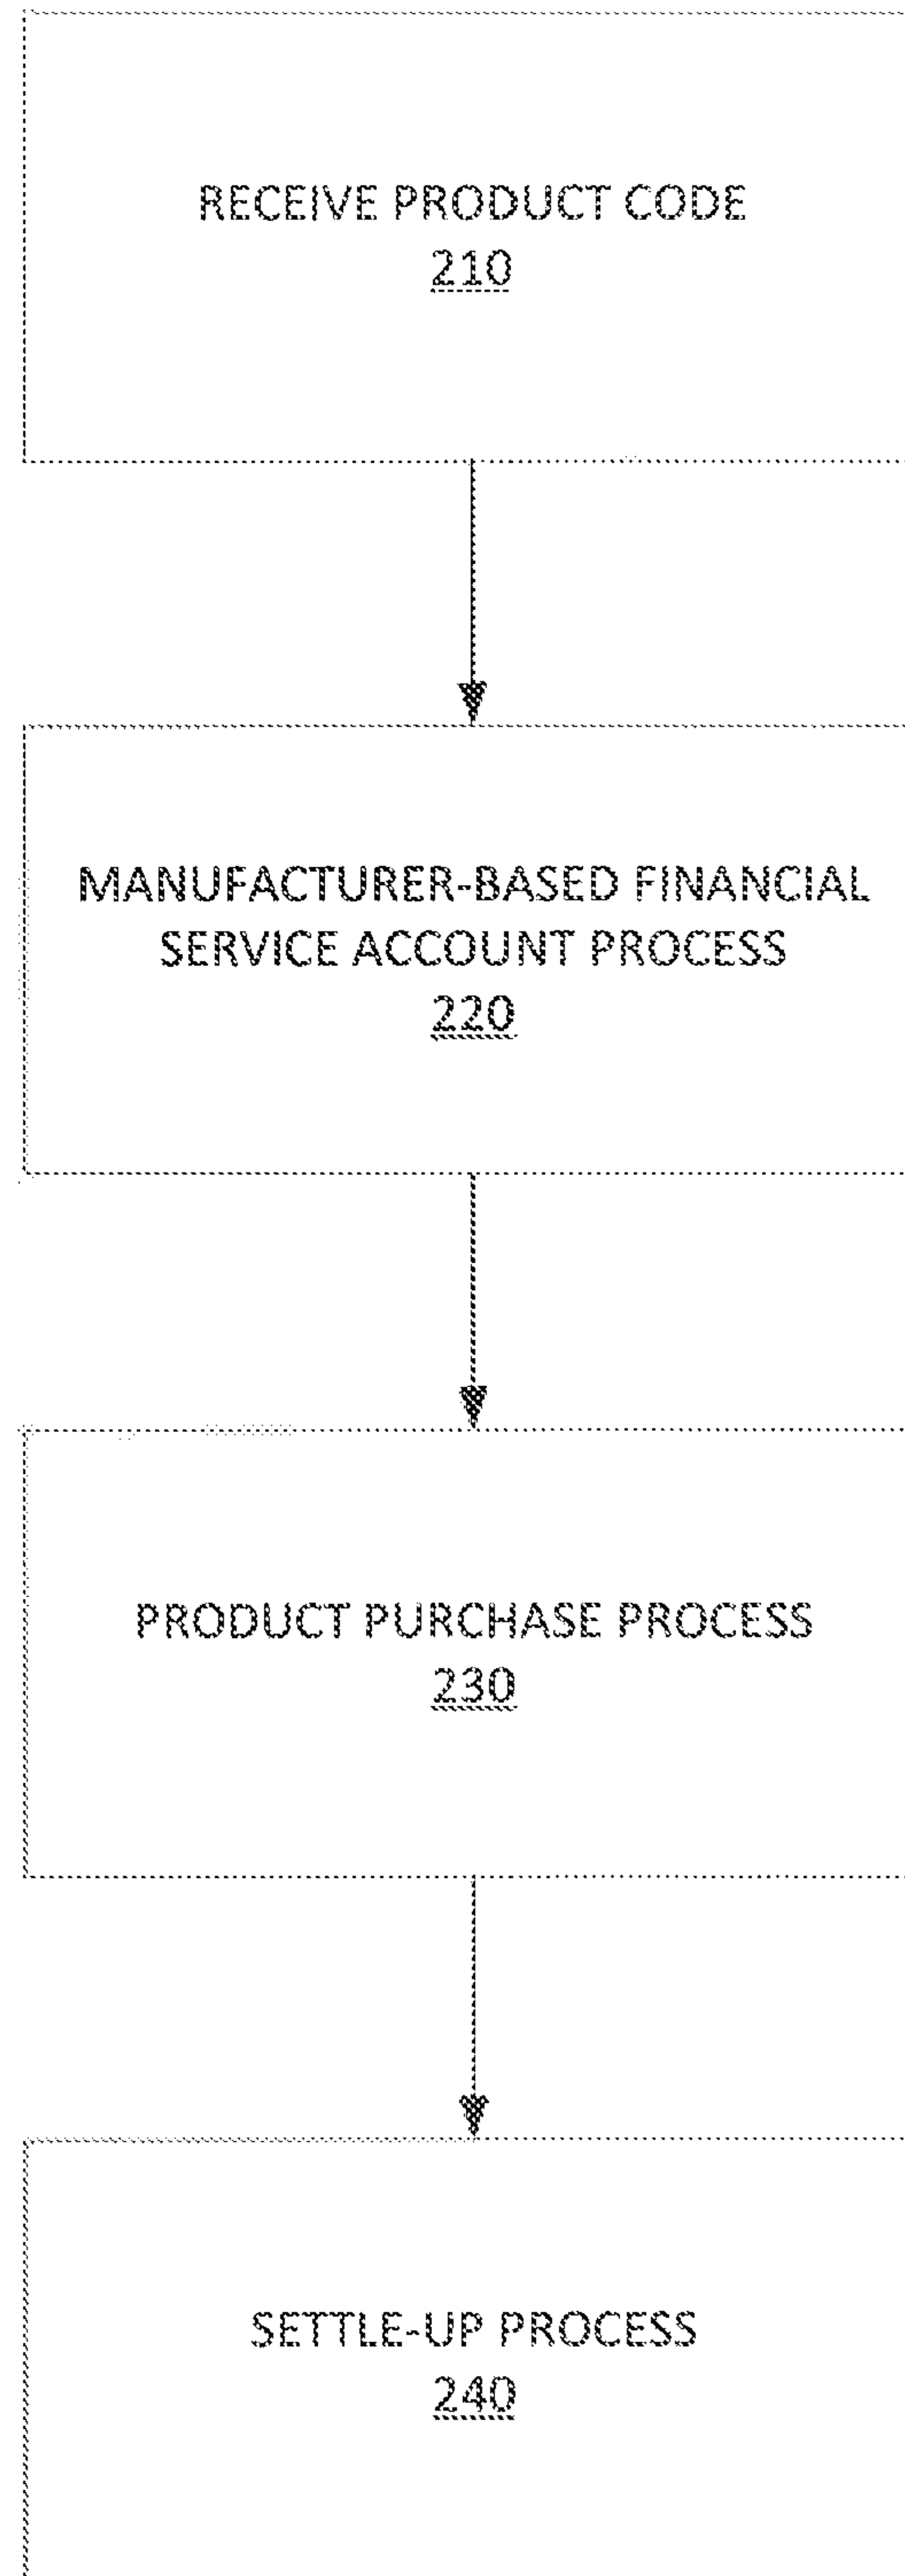 RECEIVE PRODUCT CODE
210
MANUFACTURER-BASED FINANCIAL
SERVICE ACCOUNT PROCESS
220
PRODUCT PURCHASE PROCESS
230
SETTLE-UP PROCESS
240